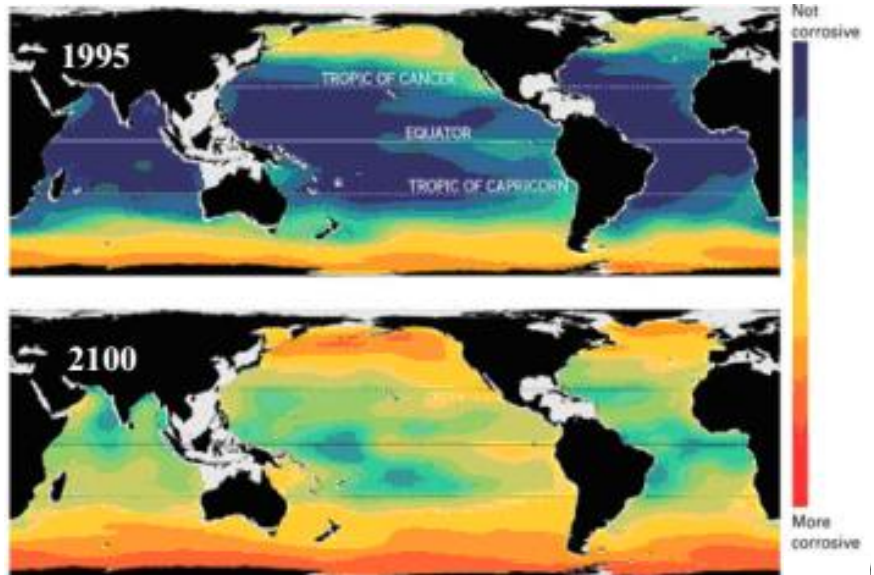 Not
corrosive
1995
TROPIC OF CANCER
EQUATOR
TROPIC OF CAPRICORN
2100
More
corrosive